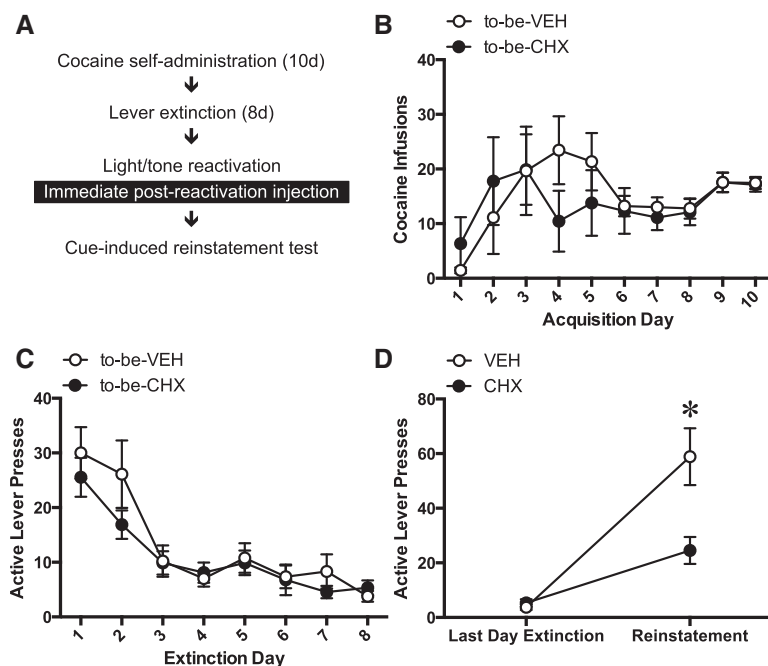 A
Cocaine self-administration (10d)
Lever extinction (8d)
Light/tone reactivation
Immediate post-reactivation injection
Cue-induced reinstatement test
B
to-be-VEH
to-be-CHX
Cocaine Infusions
40
30
20
10
0
1 2 3 4 5 6 7 8 9 10
Acquisition Day
C
to-be-VEH
to-be-CHX
Active Lever Presses
40
30
20
10
0
1 2 3 4 5 6 7 8
Extinction Day
D
VEH
CHX
Active Lever Presses
80
60
40
20
0
*
Last Day Extinction Reinstatement